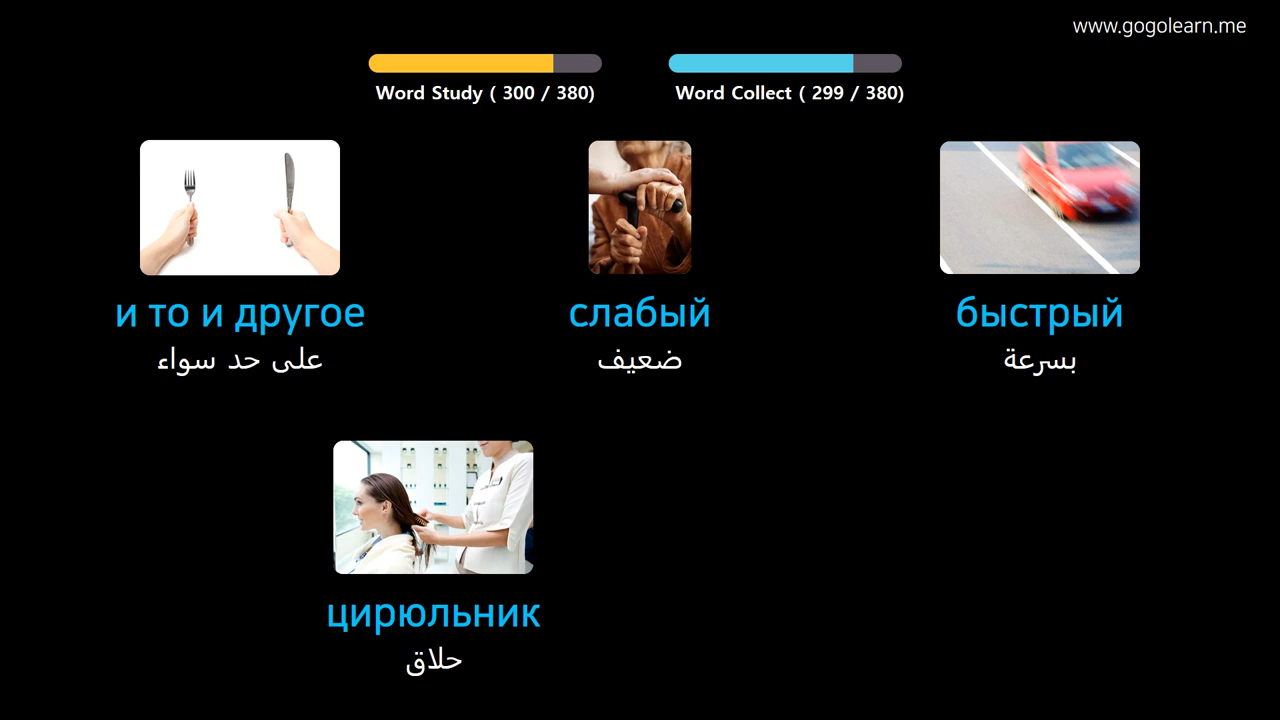 www.gogolearn.me
Word Study ( 300 / 380)
Word Collect ( 299 / 380)
и то и другое
على حد سواء
слабый
ضعيف
быстрый
بسرعة
цирюльник
حلاق